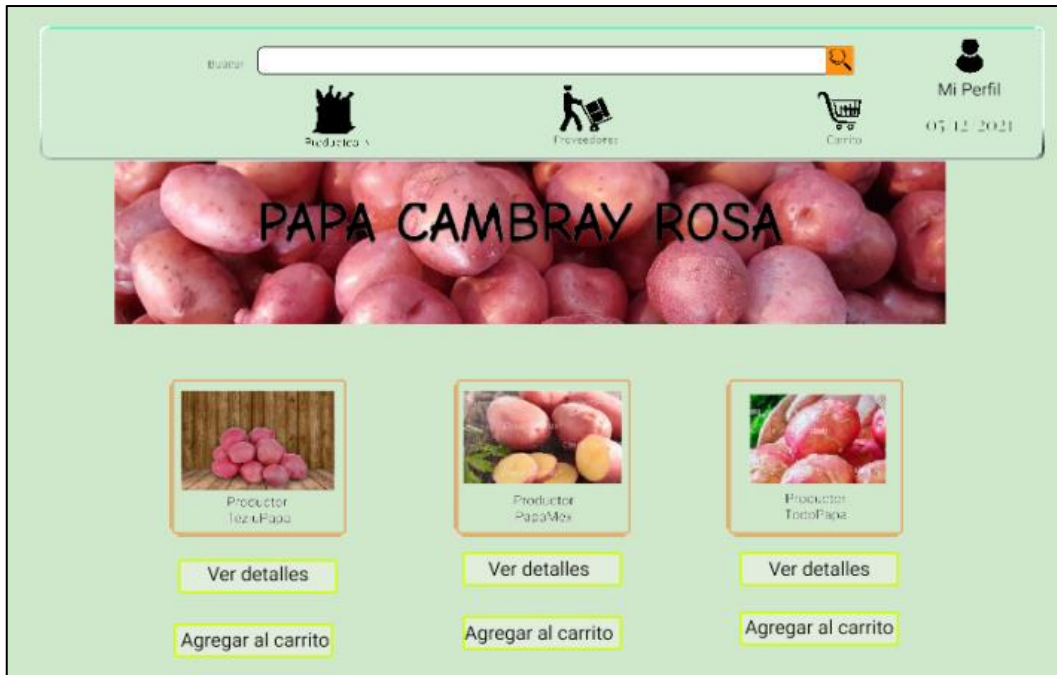 Buscar
Mi Perfil
Productos
Proveedores
Carrito
05/12/2021
PAPA CAMBRAY ROSA
Productor
TeziuPapa
Productor
PapaMex
Productor
TodoPapa
Ver detalles
Ver detalles
Ver detalles
Agregar al carrito
Agregar al carrito
Agregar al carrito